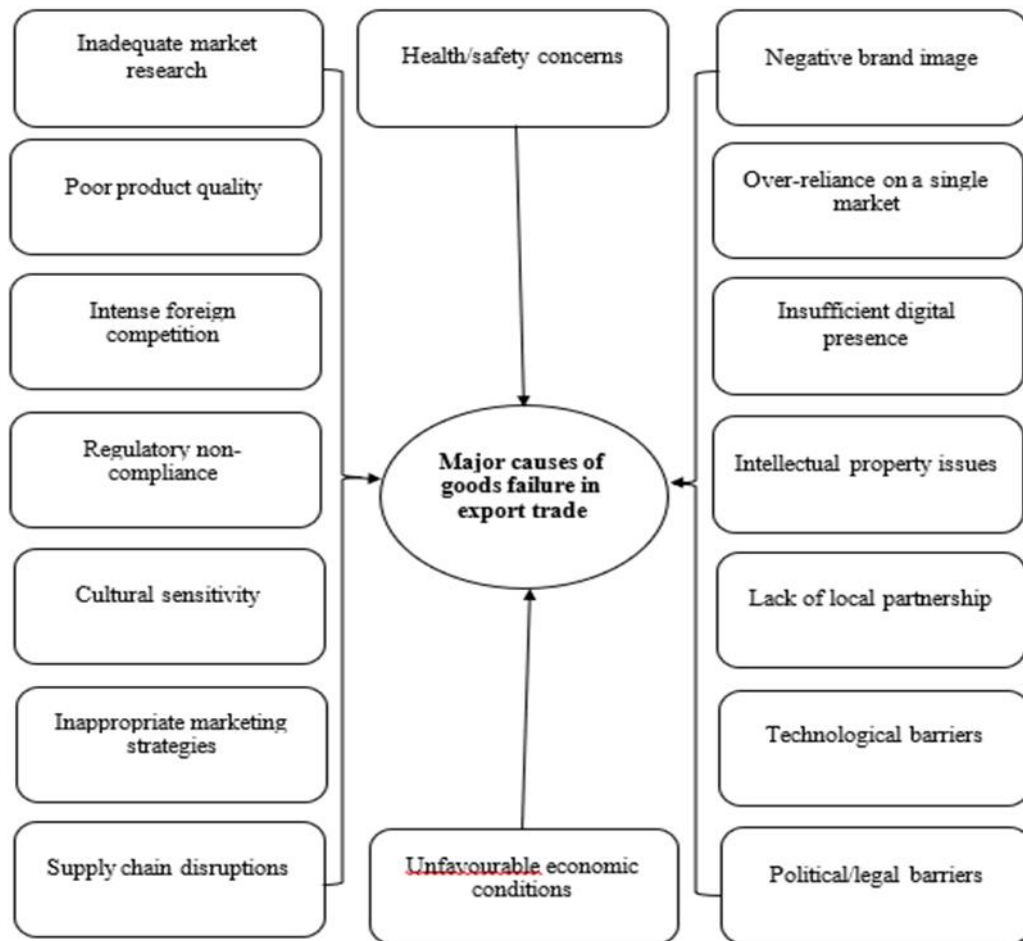 Inadequate market
research
Health/safety concerns
Negative brand image
Poor product quality
Over-reliance on a single
market
Intense foreign
competition
Insufficient digital
presence
Regulatory non-
compliance
Major causes of
goods failure in
export trade
Intellectual property issues
Cultural sensitivity
Lack of local partnership
Inappropriate marketing
strategies
Technological barriers
Supply chain disruptions
Unfavourable economic
conditions
Political/legal barriers